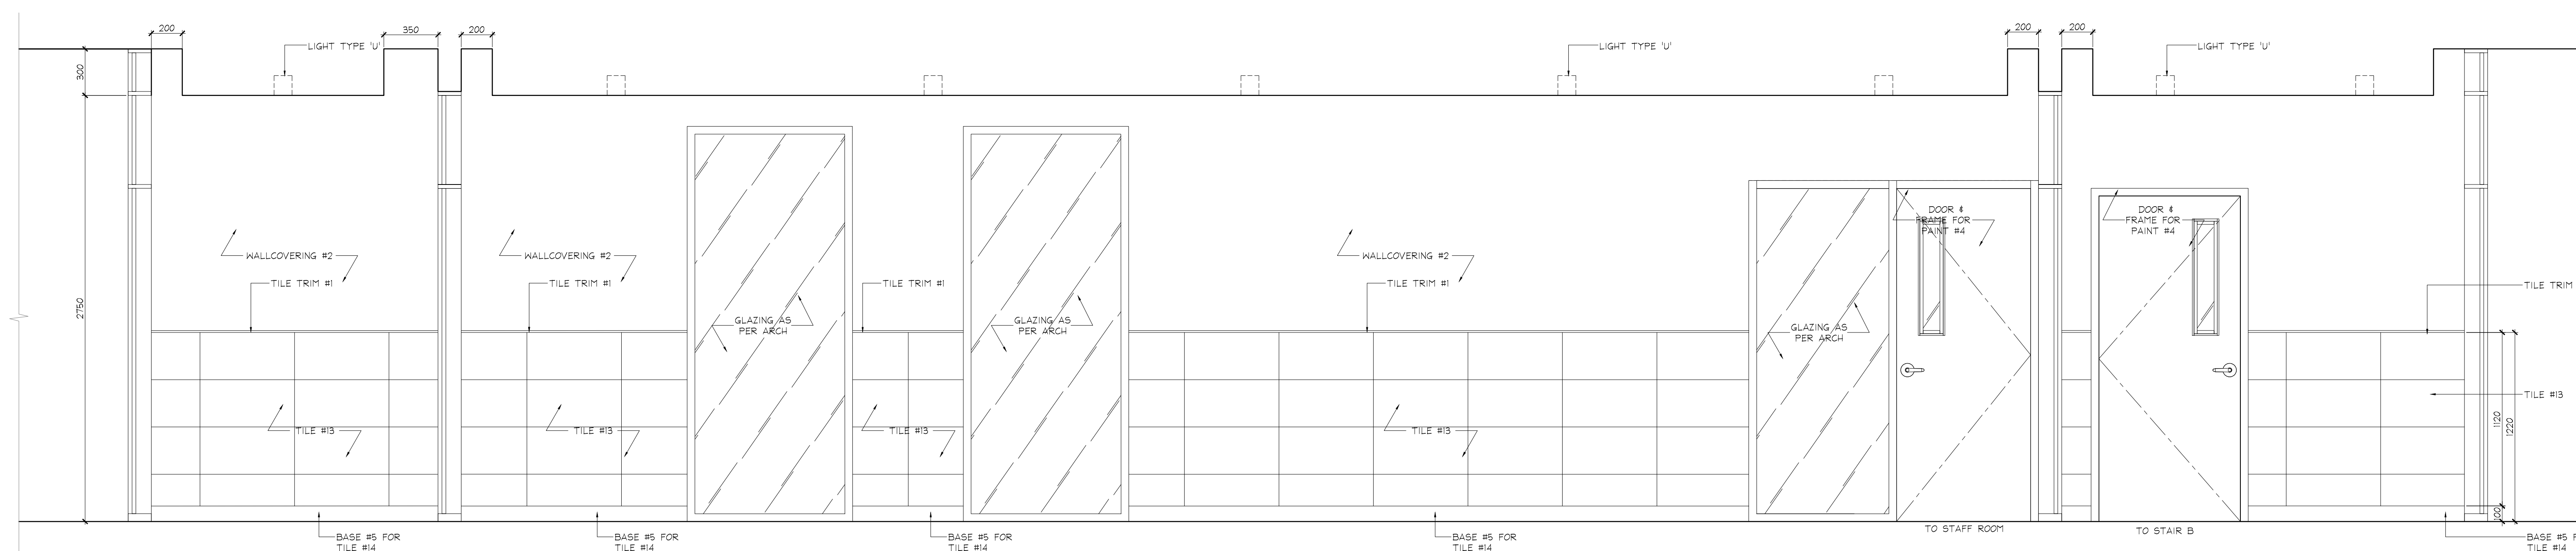 200
350
200
200
200
LIGHT TYPE 'U'
LIGHT TYPE 'U'
LIGHT TYPE 'U'
300
2750
DOOR &
FRAME FOR
PAINT #4
DOOR &
FRAME FOR
PAINT #4
WALLCOVERING #2
WALLCOVERING #2
WALLCOVERING #2
TILE TRIM #1
TILE TRIM #1
TILE TRIM #1
TILE TRIM #1
TILE TRIM
GLAZING AS
PER ARCH
GLAZING AS
PER ARCH
GLAZING AS
PER ARCH
TILE #13
TILE #13
TILE #13
TILE #13
TILE #13
1120
1220
100
TO STAFF ROOM
TO STAIR B
BASE #5 FOR
TILE #14
BASE #5 FOR
TILE #14
BASE #5 FOR
TILE #14
BASE #5 FOR
TILE #14
BASE #5 F
TILE #14